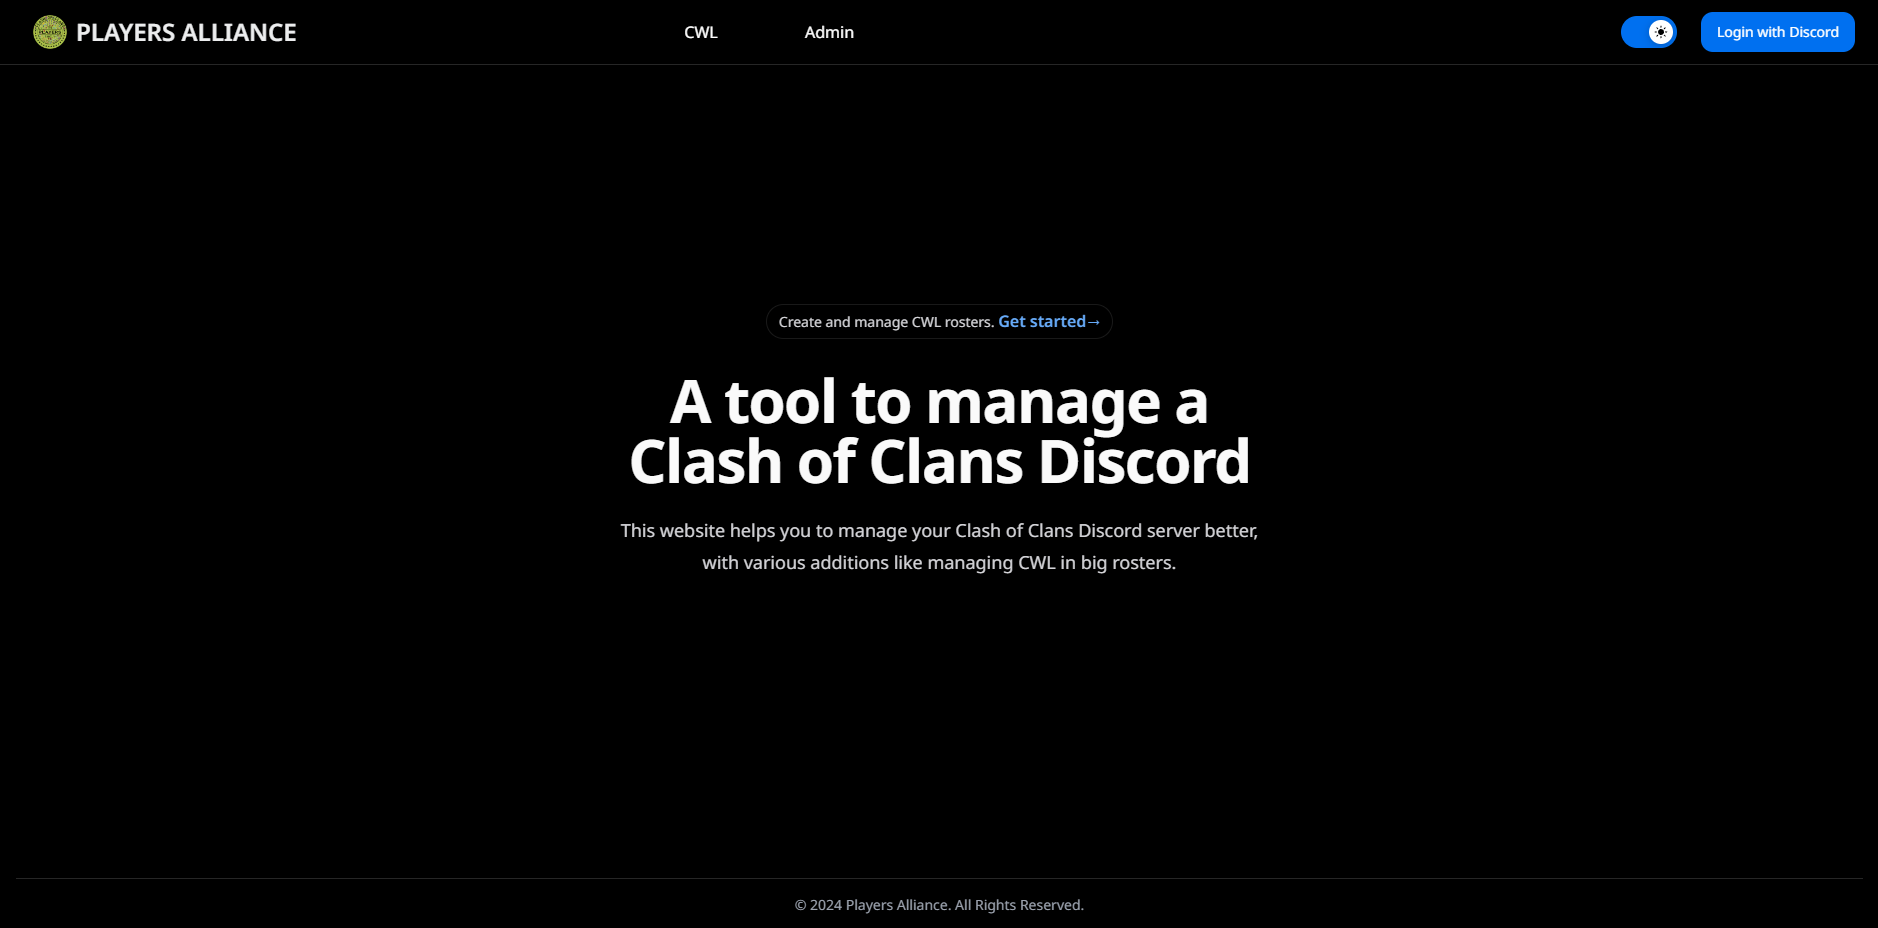 PLAYERS ALLIANCE
CWL
Admin
Login with Discord
Create and manage CWL rosters. Get started→
A tool to manage a
Clash of Clans Discord
This website helps you to manage your Clash of Clans Discord server better,
with various additions like managing CWL in big rosters.
© 2024 Players Alliance. All Rights Reserved.